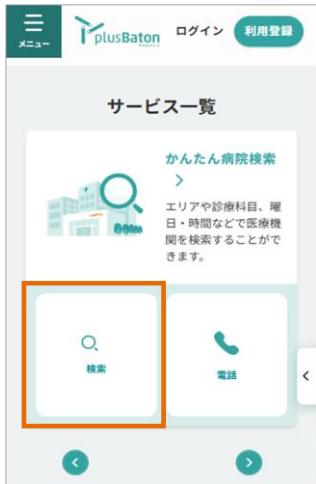 メニュー
plusBaton
ログイン
利用登録
サービス一覧
かんたん病院検索
エリアや診療科目、曜
日・時間などで医療機
関を検索することがで
きます。
検索
電話